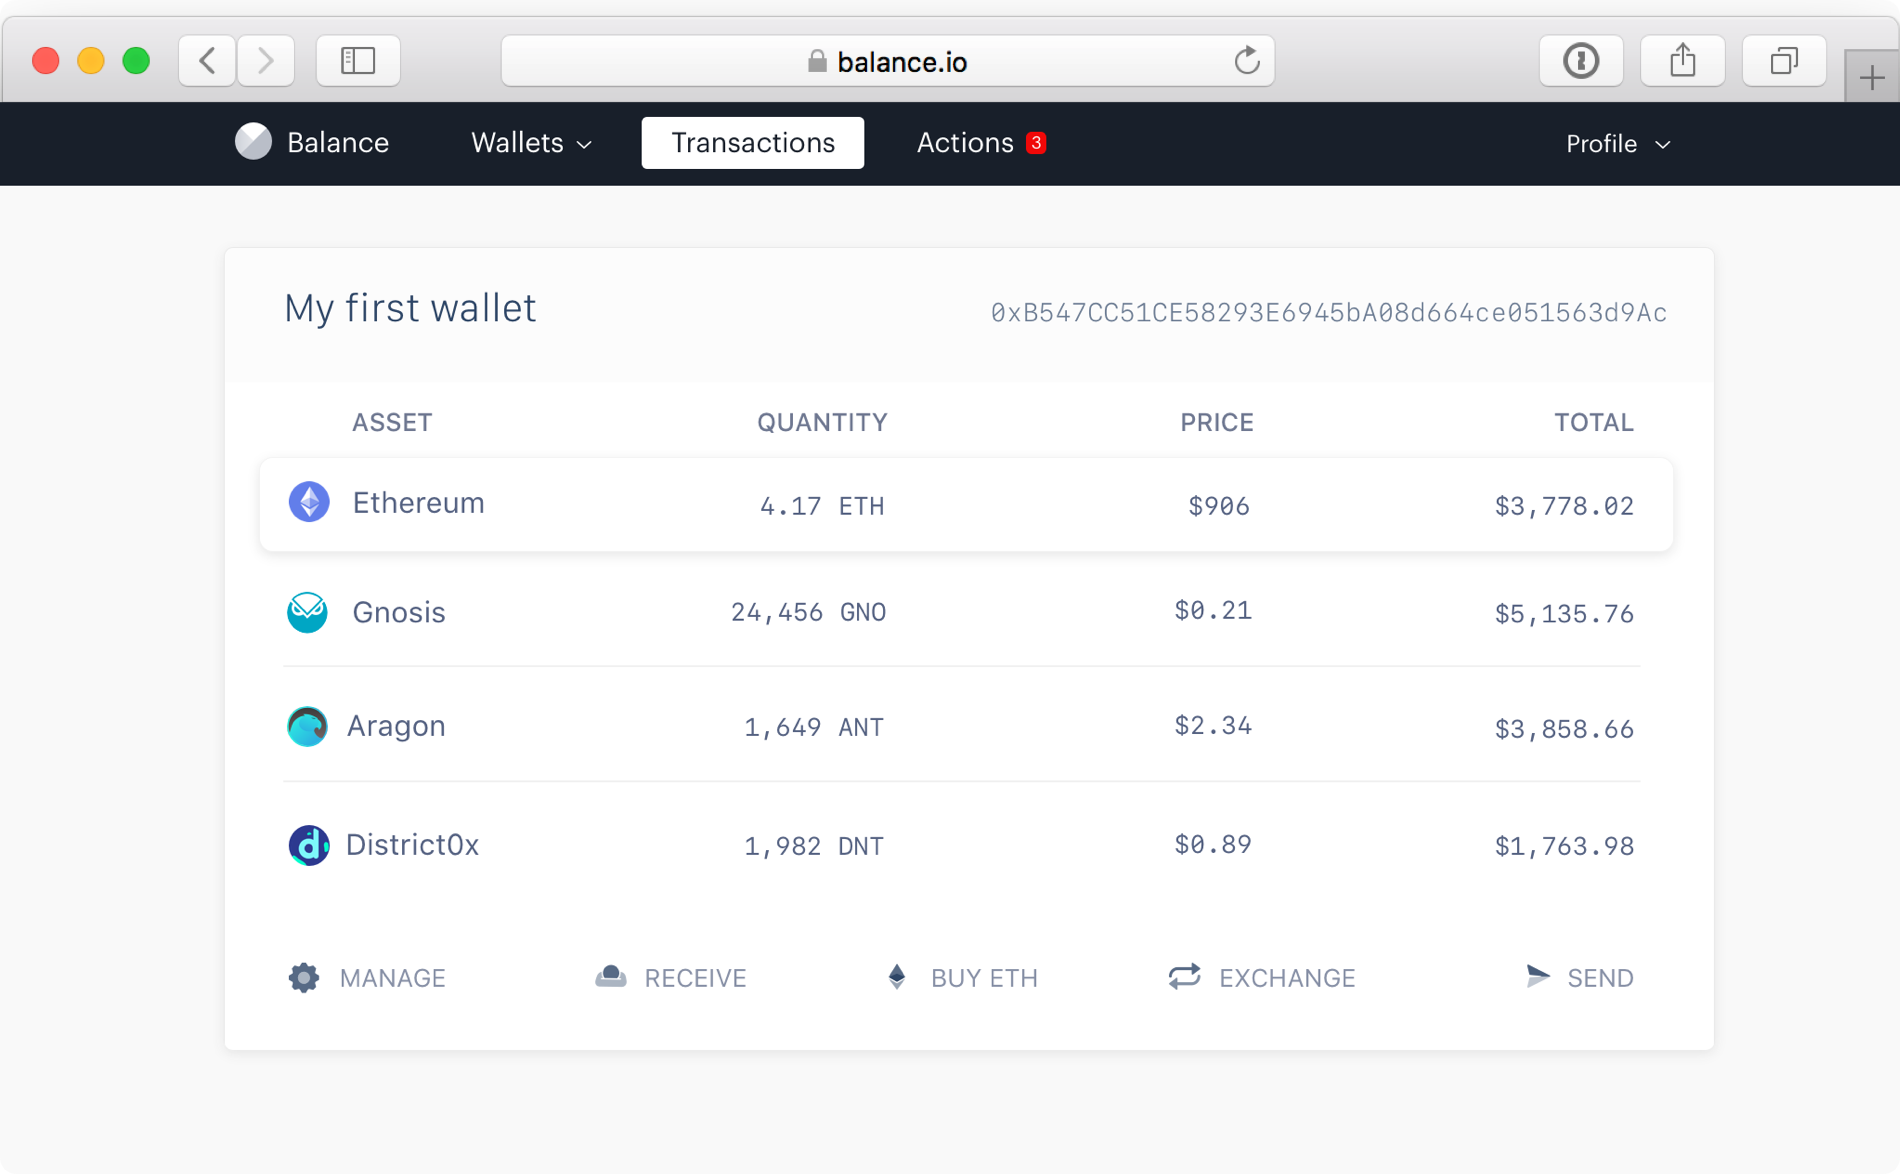 balance.io
Balance Wallets Transactions Actions 3 Profile
My first wallet 0xB547CC51CE58293E6945bA08d664ce051563d9Ac
ASSET QUANTITY PRICE TOTAL
Ethereum 4.17 ETH $906 $3,778.02
Gnosis 24,456 GNO $0.21 $5,135.76
Aragon 1,649 ANT $2.34 $3,858.66
District0x 1,982 DNT $0.89 $1,763.98
MANAGE RECEIVE BUY ETH EXCHANGE SEND